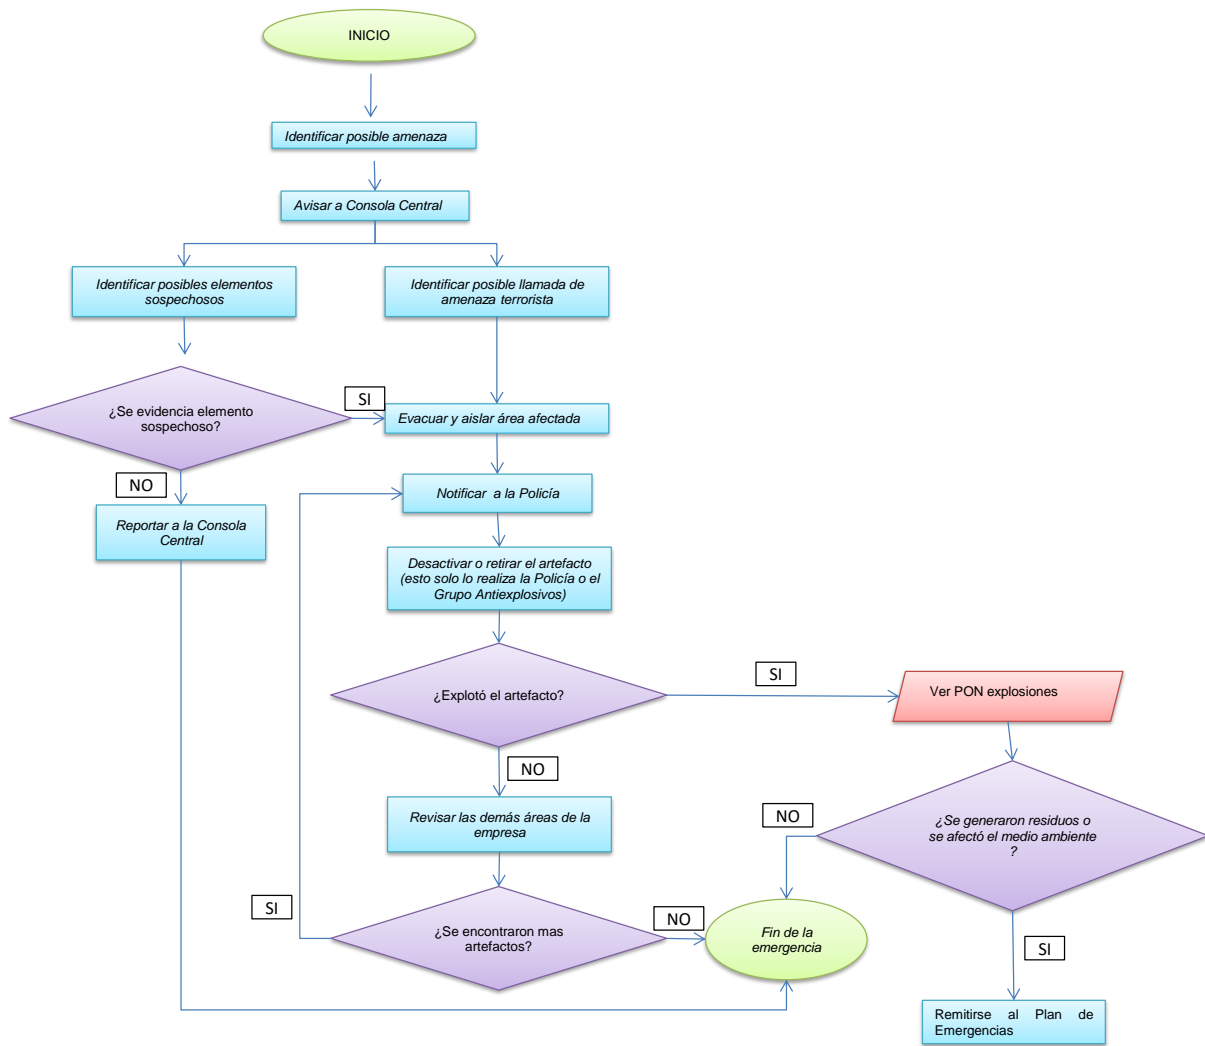 INICIO
Identificar posible amenaza
Avisar a Consola Central
Identificar posibles elementos
sospechosos
Identificar posible llamada de
amenaza terrorista
¿Se evidencia elemento
sospechoso?
SI
Evacuar y aislar área afectada
NO
Notificar a la Policía
Reportar a la Consola
Central
Desactivar o retirar el artefacto
(esto solo lo realiza la Policía o el
Grupo Antiexplosivos)
¿Explotó el artefacto?
SI
Ver PON explosiones
NO
Revisar las demás áreas de la
empresa
NO
¿Se generaron residuos o
se afectó el medio ambiente
?
SI
¿Se encontraron mas
artefactos?
NO
Fin de la
emergencia
SI
Remitirse al Plan de
Emergencias